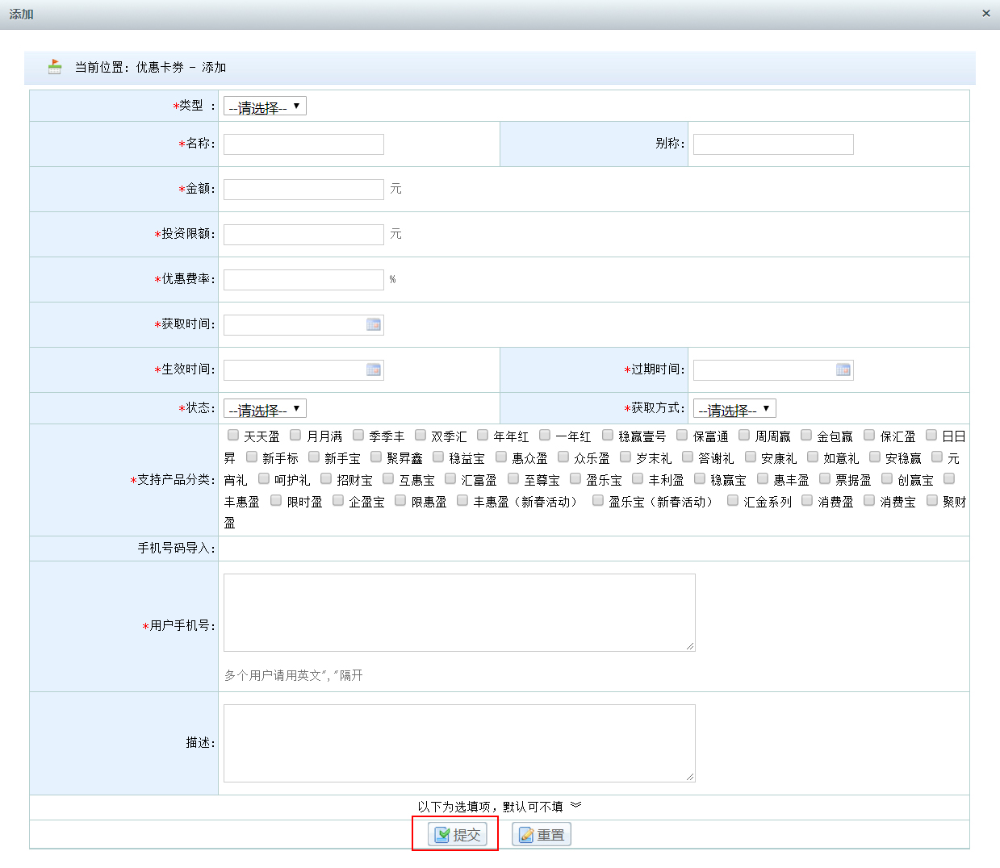 添加 ×
当前位置: 优惠卡券 - 添加
*类型 : --请选择--
*名称: 别称:
*金额: 元
*投资限额: 元
*优惠费率: %
*获取时间:
*生效时间: *过期时间:
*状态: --请选择-- *获取方式: --请选择--
*支持产品分类:
天天盈 月月满 季季丰 双季汇 年年红 一年红 稳赢壹号 保富通 周周赢 金包赢 保汇盈 日日
昇 新手标 新手宝 聚昇鑫 稳益宝 惠众盈 众乐盈 岁末礼 答谢礼 安康礼 如意礼 安稳赢 元
宵礼 呵护礼 招财宝 互惠宝 汇富盈 至尊宝 盈乐宝 丰利盈 稳赢宝 惠丰盈 票据盈 创赢宝
丰惠盈 限时盈 企盈宝 限惠盈 丰惠盈（新春活动） 盈乐宝（新春活动） 汇金系列 消费盈 消费宝 聚财
盈
手机号码导入:
*用户手机号:
多个用户请用英文","隔开
描述:
以下为选填项，默认可不填
提交 重置